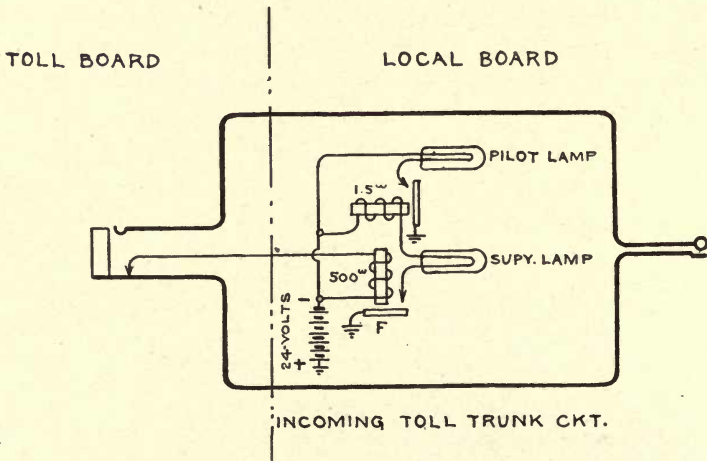 TOLL BOARD
LOCAL BOARD
PILOT LAMP
1.5ω
SUPY. LAMP
500ω
24-VOLTS
−
+
F
INCOMING TOLL TRUNK CKT.